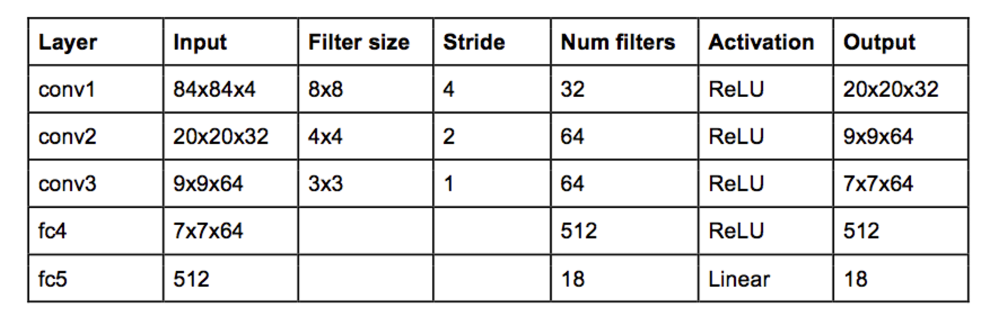 Layer Input Filter size Stride Num filters Activation Output
conv1 84x84x4 8x8 4 32 ReLU 20x20x32
conv2 20x20x32 4x4 2 64 ReLU 9x9x64
conv3 9x9x64 3x3 1 64 ReLU 7x7x64
fc4 7x7x64 512 ReLU 512
fc5 512 18 Linear 18